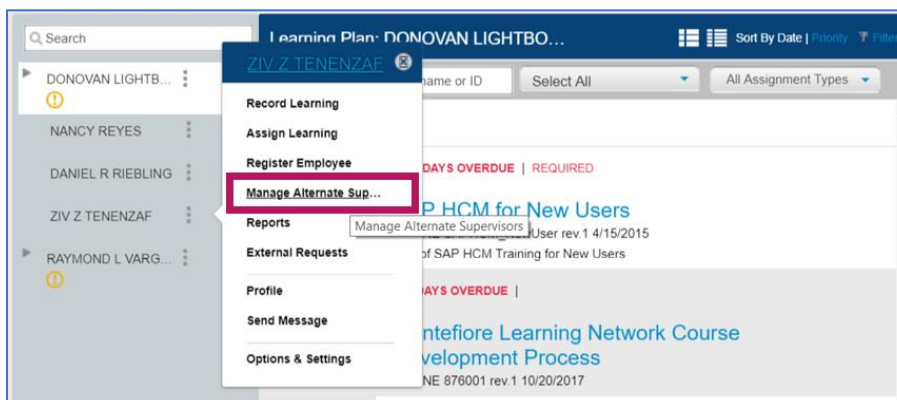 Search
DONOVAN LIGHTB...
NANCY REYES
DANIEL R RIEBLING
ZIV Z TENENZAF
RAYMOND L VARG...
Learning Plan: DONOVAN LIGHTBO...
Sort By Date | Priority Filter
name or ID
Select All
All Assignment Types
ZIV Z TENENZAF
Record Learning
Assign Learning
Register Employee
Manage Alternate Sup...
Reports
Manage Alternate Supervisors
External Requests
Profile
Send Message
Options & Settings
DAYS OVERDUE | REQUIRED
P HCM for New Users
User rev.1 4/15/2015
of SAP HCM Training for New Users
DAYS OVERDUE |
ntefiore Learning Network Course
velopment Process
NE 876001 rev.1 10/20/2017